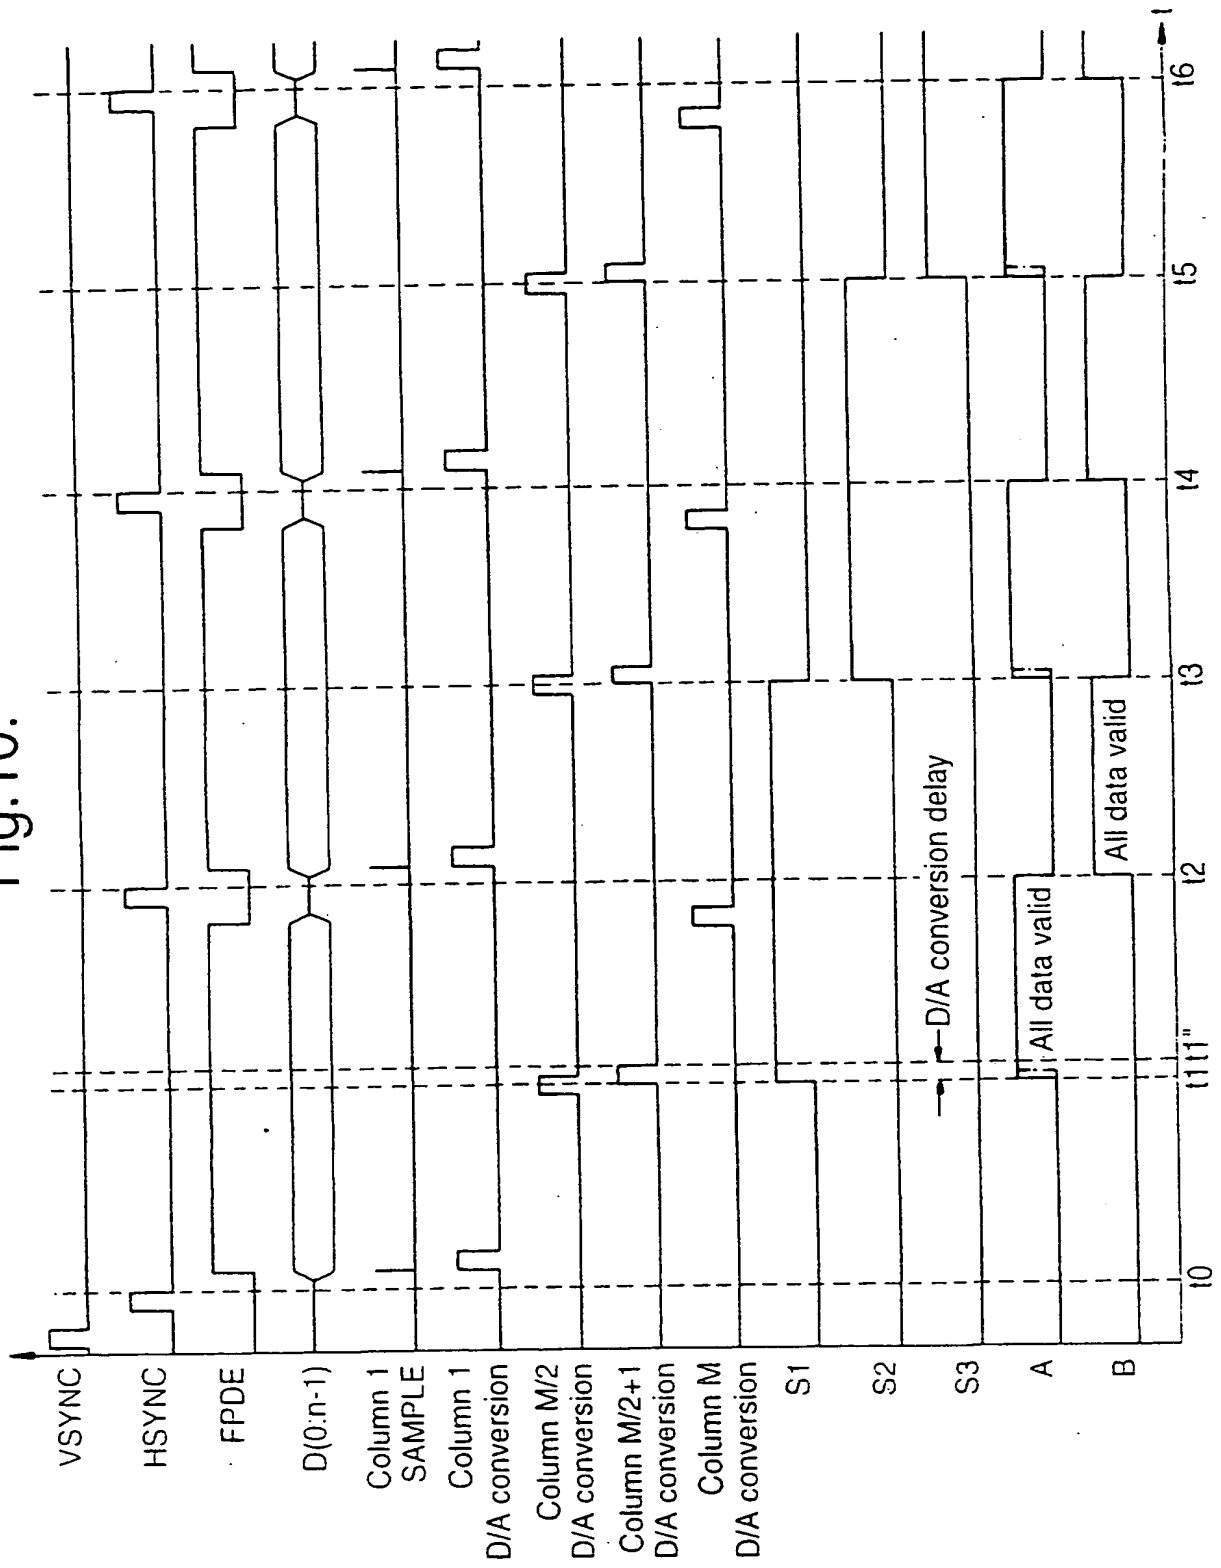 Fig.10.
VSYNC
HSYNC
FPDE
D(0:n-1)
Column 1
SAMPLE
Column 1
D/A conversion
Column M/2
D/A conversion
Column M/2+1
D/A conversion
Column M
D/A conversion
S1
S2
S3
A
B
D/A conversion delay
All data valid
All data valid
t0
t1
t1"
t2
t3
t4
t5
t6
t